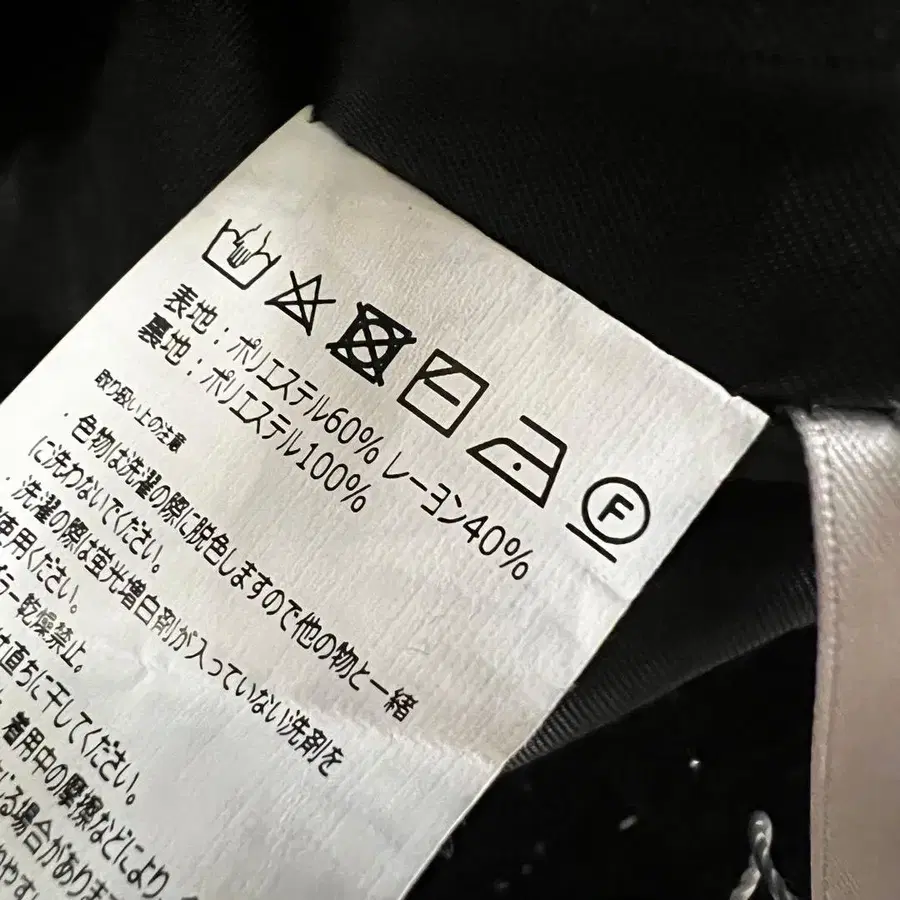 F
表地：ポリエステル60% レーヨン40%
裏地：ポリエステル100%
取り扱い上の注意
・色物は洗濯の際に脱色しますので他の物と一緒
に洗わないでください。
・洗濯の際は蛍光増白剤が入っていない洗剤を
使用ください。
ラー乾燥禁止。
直ちに干してください。
着用中の摩擦などにより、
じる場合があります
やす